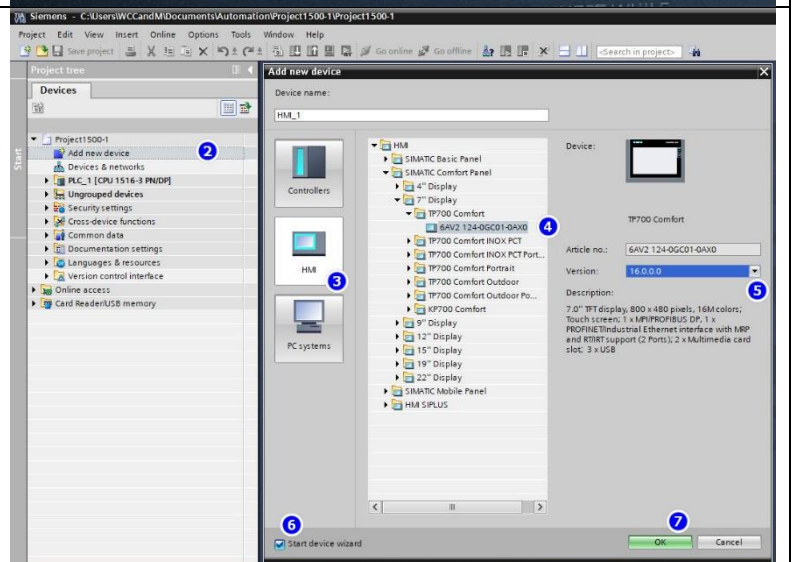 Siemens - C:\Users\WCCandM\Documents\Automation\Project1500-1\Project1500-1
Project Edit View Insert Online Options Tools Window Help
Save project
Go online
Go offline
<Search in project>
Project tree
Devices
Start
Project1500-1
Add new device
2
Devices & networks
PLC_1 [CPU 1516-3 PN/DP]
Ungrouped devices
Security settings
Cross-device functions
Common data
Documentation settings
Languages & resources
Version control interface
Online access
Card Reader/USB memory
Add new device
Device name:
HMI_1
Controllers
HMI
3
PC systems
HMI
SIMATIC Basic Panel
SIMATIC Comfort Panel
4" Display
7" Display
TP700 Comfort
6AV2 124-0GC01-0AX0
4
TP700 Comfort INOX PCT
TP700 Comfort INOX PCT Port...
TP700 Comfort Portrait
TP700 Comfort Outdoor
TP700 Comfort Outdoor Po...
KP700 Comfort
9" Display
12" Display
15" Display
19" Display
22" Display
SIMATIC Mobile Panel
HMI SIPLUS
Device:
TP700 Comfort
Article no.: 6AV2 124-0GC01-0AX0
Version: 16.0.0.0
5
Description:
7.0" TFT display, 800 x 480 pixels, 16M colors;
Touch screen; 1 x MPI/PROFIBUS DP, 1 x
PROFINET/Industrial Ethernet interface with MRP
and RT/IRT support (2 Ports); 2 x Multimedia card
slot; 3 x USB
6
Start device wizard
7
OK
Cancel